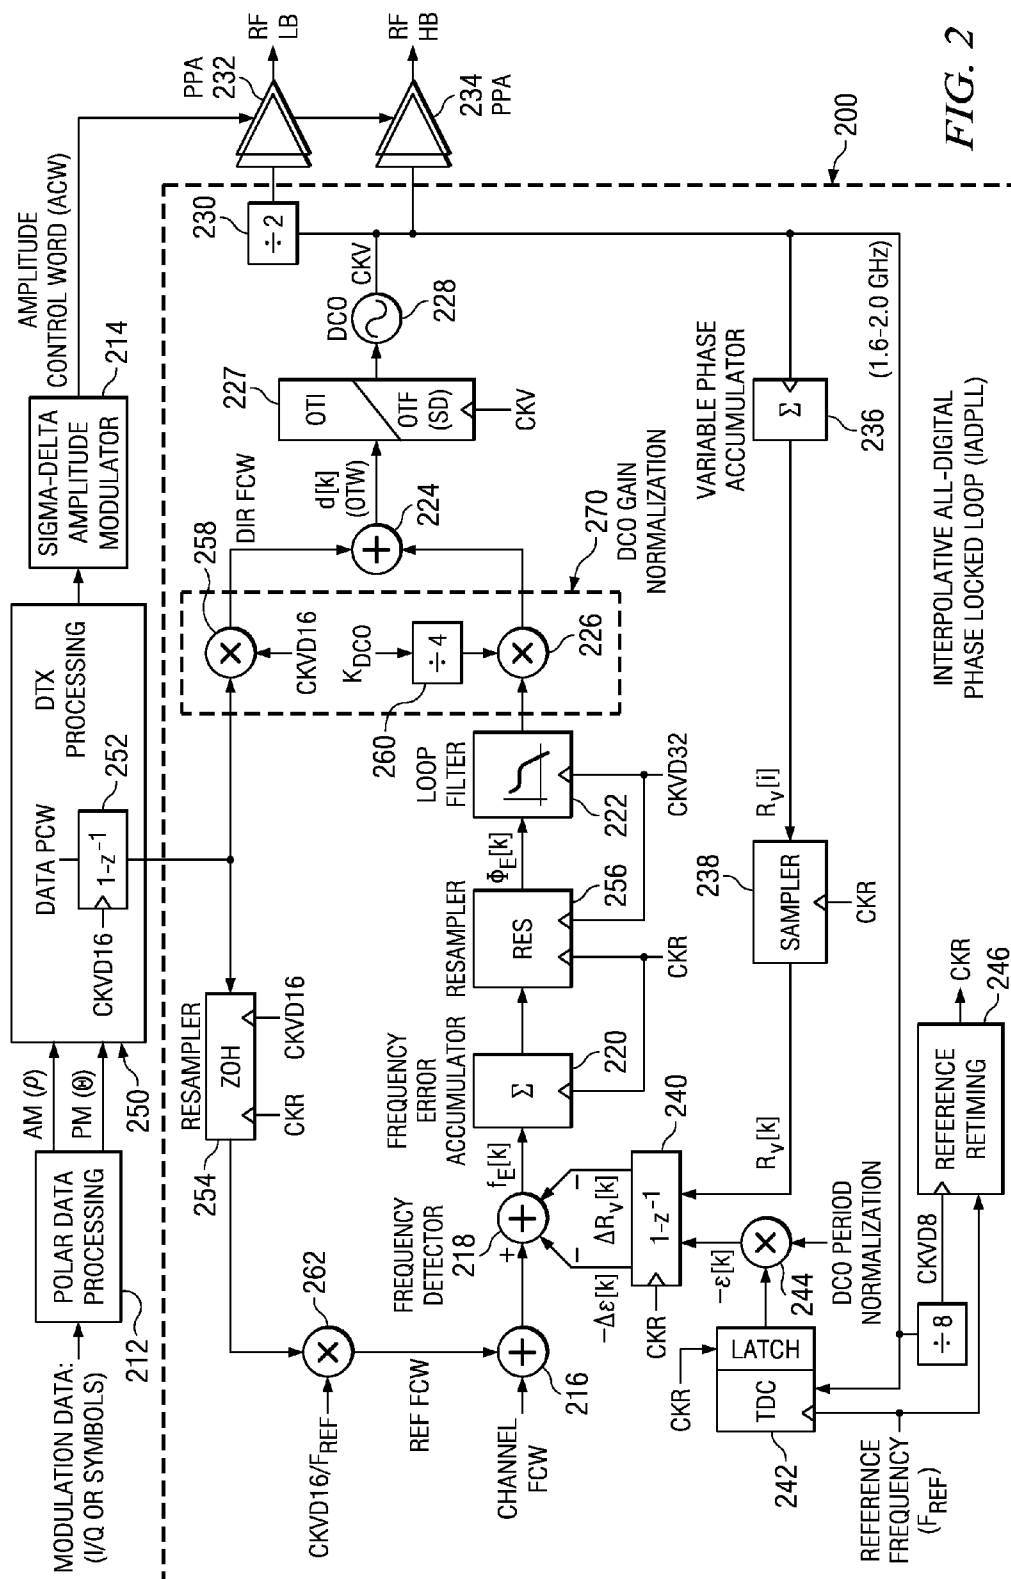 MODULATION DATA:
(I/Q OR SYMBOLS)
POLAR DATA
PROCESSING
212
AM (ρ)
PM (Θ)
250
DATA PCW
DTX
PROCESSING
1-z⁻¹
252
CKVD16
SIGMA-DELTA
AMPLITUDE
MODULATOR
214
AMPLITUDE
CONTROL WORD (ACW)
PPA
232
RF
LB
RF
HB
234
PPA
RESAMPLER
ZOH
254
CKR
CKVD16
258
DIR FCW
CKVD16
K_DCO
÷ 4
260
226
270
DCO GAIN
NORMALIZATION
d[k]
(OTW)
224
227
OTI
OTF
(SD)
CKV
DCO
228
CKV
230
÷ 2
262
CKVD16/F_REF
REF FCW
CHANNEL
FCW
216
FREQUENCY
DETECTOR
218
+
−
−
f_E[k]
FREQUENCY
ERROR
ACCUMULATOR
Σ
220
RESAMPLER
RES
256
CKR
Φ_E[k]
LOOP
FILTER
222
CKVD32
-Δε[k]
ΔR_V[k]
1-z⁻¹
240
CKR
-ε[k]
244
DCO PERIOD
NORMALIZATION
R_V[k]
238
SAMPLER
CKR
R_V[i]
VARIABLE PHASE
ACCUMULATOR
Σ
236
(1.6-2.0 GHz)
CKR
TDC
LATCH
242
REFERENCE
FREQUENCY
(F_REF)
÷ 8
CKVD8
REFERENCE
RETIMING
246
CKR
INTERPOLATIVE ALL-DIGITAL
PHASE LOCKED LOOP (IADPLL)
200
FIG. 2